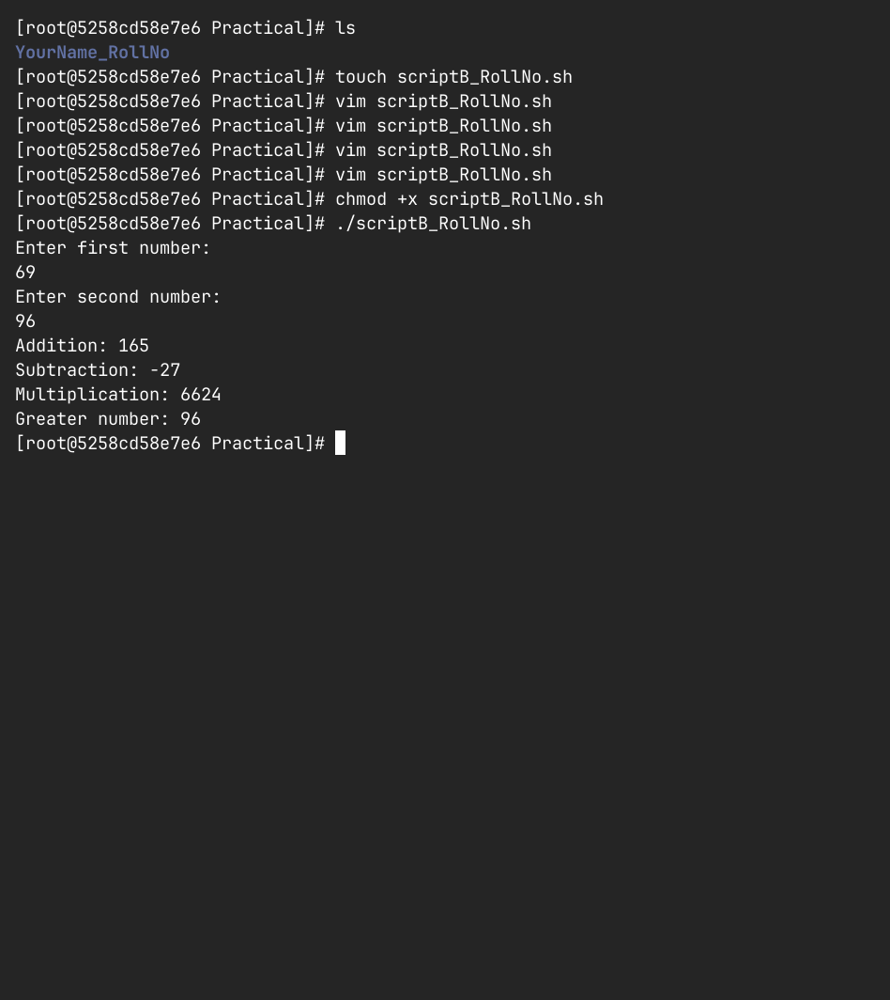 [root@5258cd58e7e6 Practical]# ls
YourName_RollNo
[root@5258cd58e7e6 Practical]# touch scriptB_RollNo.sh
[root@5258cd58e7e6 Practical]# vim scriptB_RollNo.sh
[root@5258cd58e7e6 Practical]# vim scriptB_RollNo.sh
[root@5258cd58e7e6 Practical]# vim scriptB_RollNo.sh
[root@5258cd58e7e6 Practical]# vim scriptB_RollNo.sh
[root@5258cd58e7e6 Practical]# chmod +x scriptB_RollNo.sh
[root@5258cd58e7e6 Practical]# ./scriptB_RollNo.sh
Enter first number:
69
Enter second number:
96
Addition: 165
Subtraction: -27
Multiplication: 6624
Greater number: 96
[root@5258cd58e7e6 Practical]#